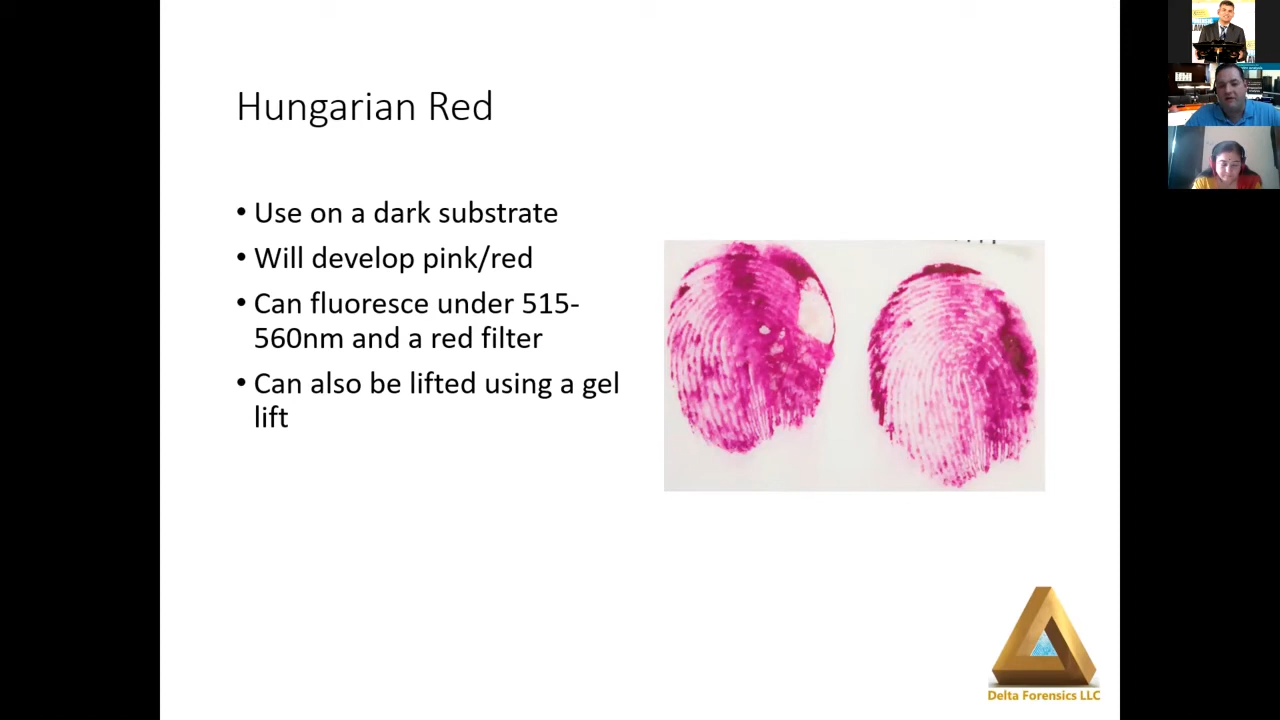 Hungarian Red
• Use on a dark substrate
• Will develop pink/red
• Can fluoresce under 515-
560nm and a red filter
• Can also be lifted using a gel
lift
Delta Forensics LLC